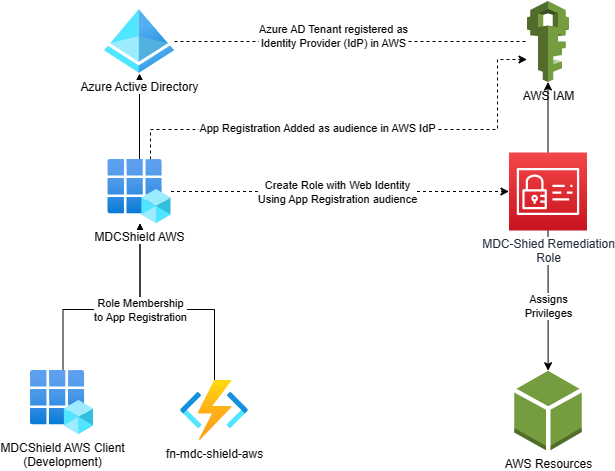 Azure AD Tenant registered as
Identity Provider (IdP) in AWS
Azure Active Directory
AWS IAM
App Registration Added as audience in AWS IdP
Create Role with Web Identity
Using App Registration audience
MDCShield AWS
MDC-Shied Remediation
Role
Role Membership
to App Registration
Assigns
Privileges
MDCShield AWS Client
(Development)
fn-mdc-shield-aws
AWS Resources